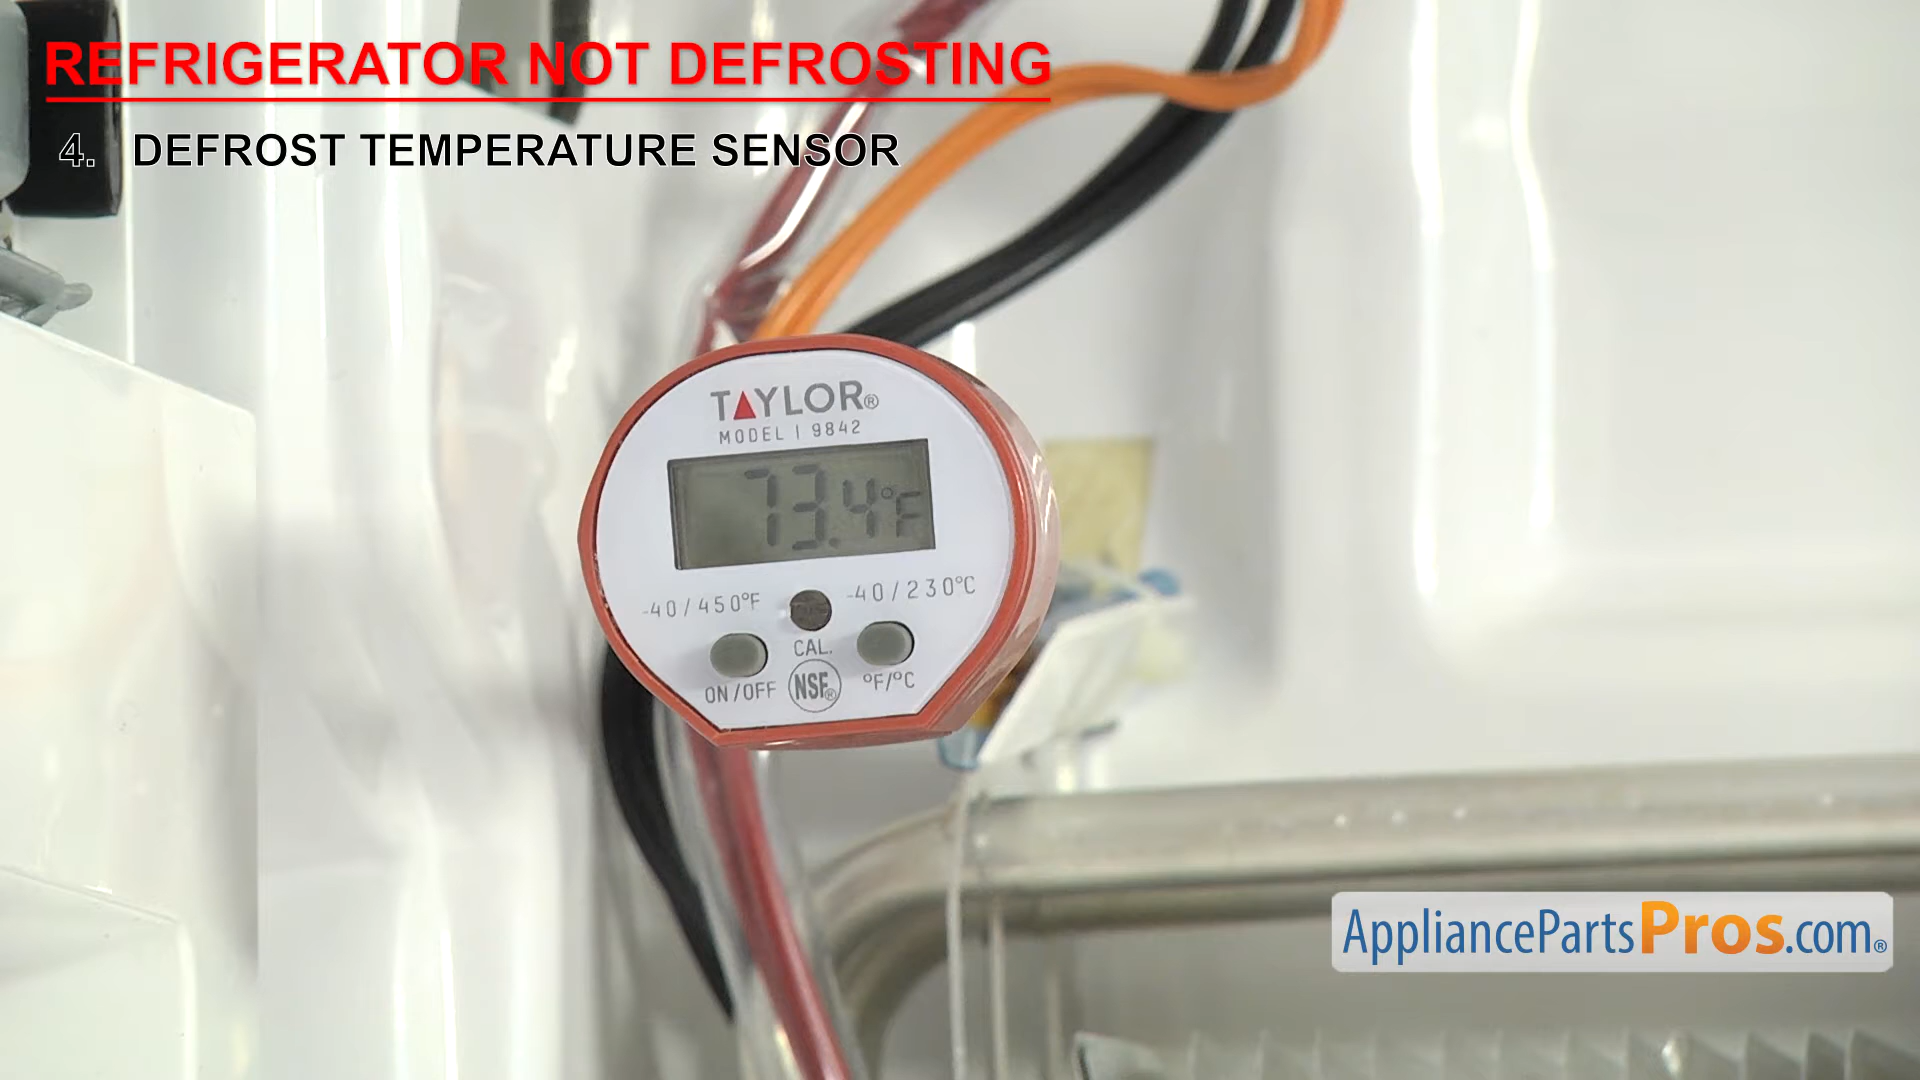 REFRIGERATOR NOT DEFROSTING
4. DEFROST TEMPERATURE SENSOR
TAYLOR®
MODEL | 9842
73.4°F
-40/450°F -40/230°C
CAL.
ON/OFF NSF® °F/°C
AppliancePartsPros.com®